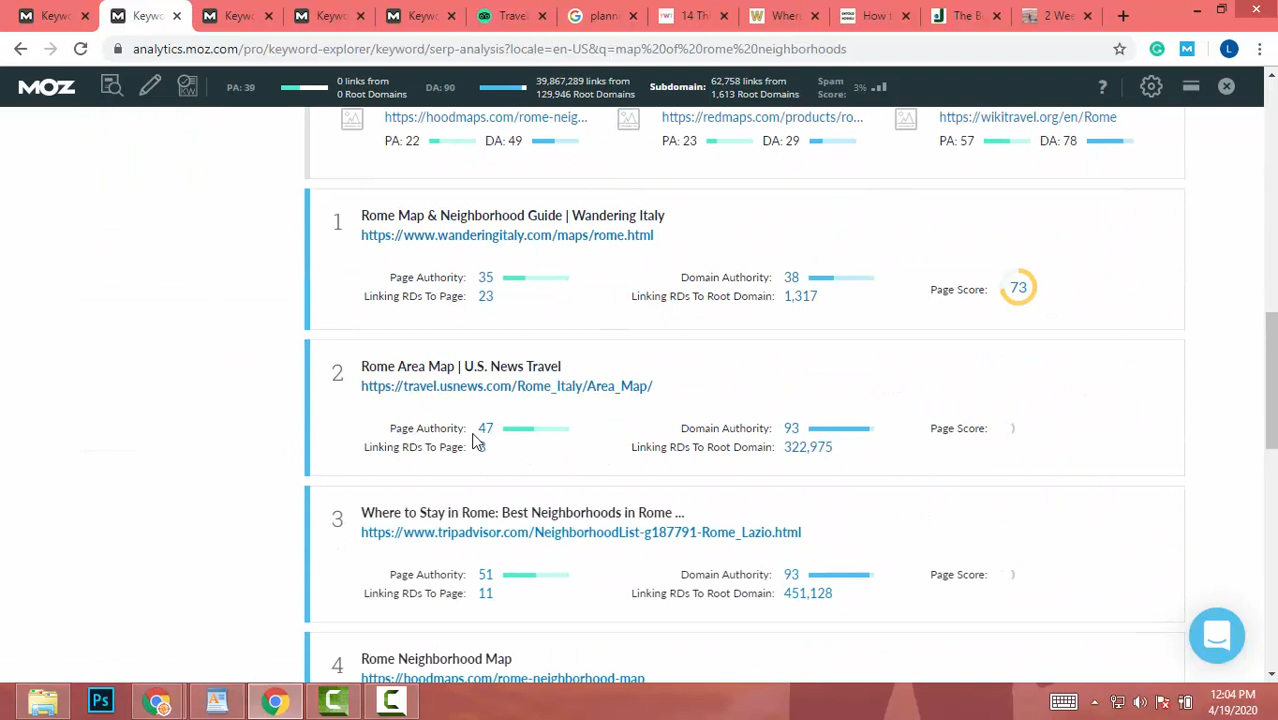 Keyw
Keyw
Keyw
Keyw
Keyw
Travel
plann
14 Th
Where
How t
The B
2 Wee
analytics.moz.com/pro/keyword-explorer/keyword/serp-analysis?locale=en-US&q=map%20of%20rome%20neighborhoods
L
MOZ
PA: 39
0 links from
0 Root Domains
DA: 90
39,867,289 links from
129,946 Root Domains
Subdomain:
62,758 links from
1,613 Root Domains
Spam
Score:
3%
?
https://hoodmaps.com/rome-neig...
https://redmaps.com/products/ro...
https://wikitravel.org/en/Rome
PA: 22 DA: 49
PA: 23 DA: 29
PA: 57 DA: 78
1
Rome Map & Neighborhood Guide | Wandering Italy
https://www.wanderingitaly.com/maps/rome.html
Page Authority: 35 Domain Authority: 38
Page Score: 73
Linking RDs To Page: 23 Linking RDs To Root Domain: 1,317
2
Rome Area Map | U.S. News Travel
https://travel.usnews.com/Rome_Italy/Area_Map/
Page Authority: 47 Domain Authority: 93 Page Score:
Linking RDs To Page: Linking RDs To Root Domain: 322,975
3
Where to Stay in Rome: Best Neighborhoods in Rome ...
https://www.tripadvisor.com/NeighborhoodList-g187791-Rome_Lazio.html
Page Authority: 51 Domain Authority: 93 Page Score:
Linking RDs To Page: 11 Linking RDs To Root Domain: 451,128
4
Rome Neighborhood Map
https://hoodmaps.com/rome-neighborhood-map
Ps
12:04 PM
4/19/2020